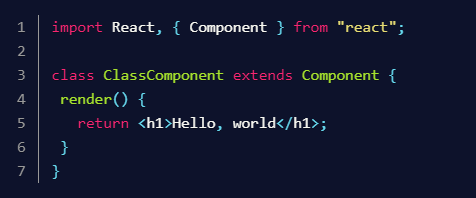 1 import React, { Component } from "react";
2
3 class ClassComponent extends Component {
4  render() {
5    return <h1>Hello, world</h1>;
6  }
7 }